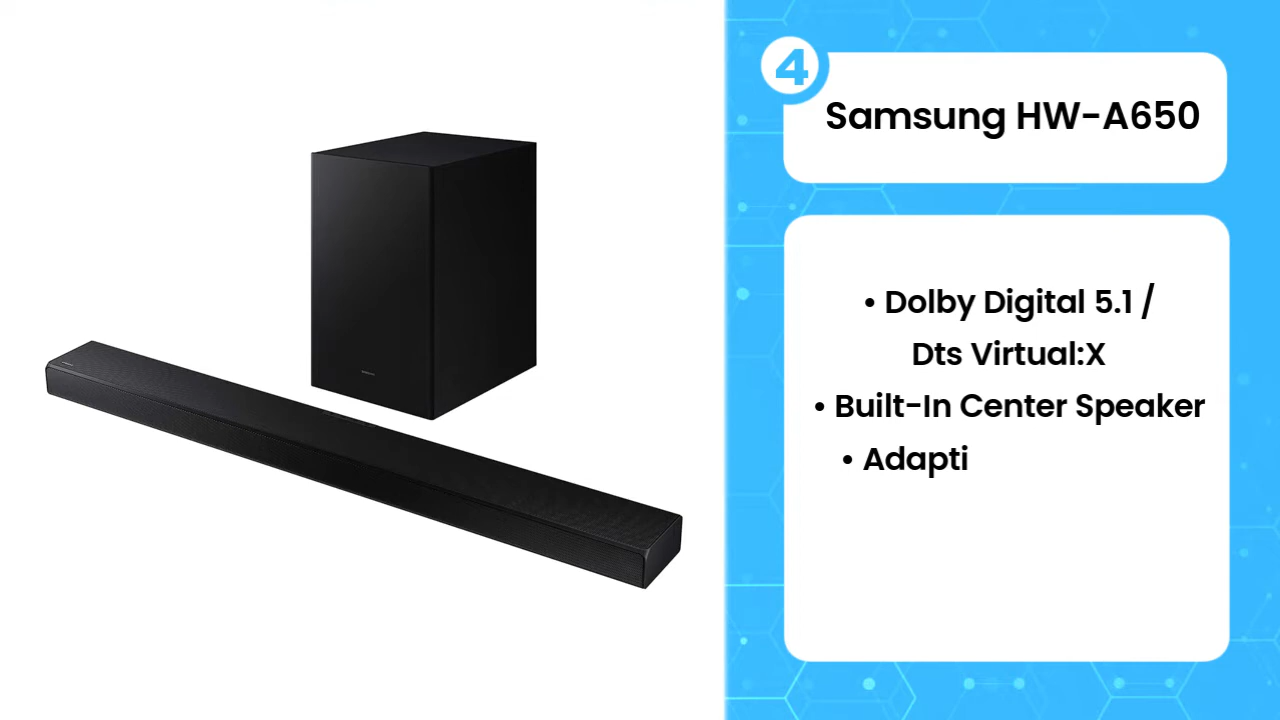 4
Samsung HW-A650
• Dolby Digital 5.1 /
Dts Virtual:X
• Built-In Center Speaker
• Adapti